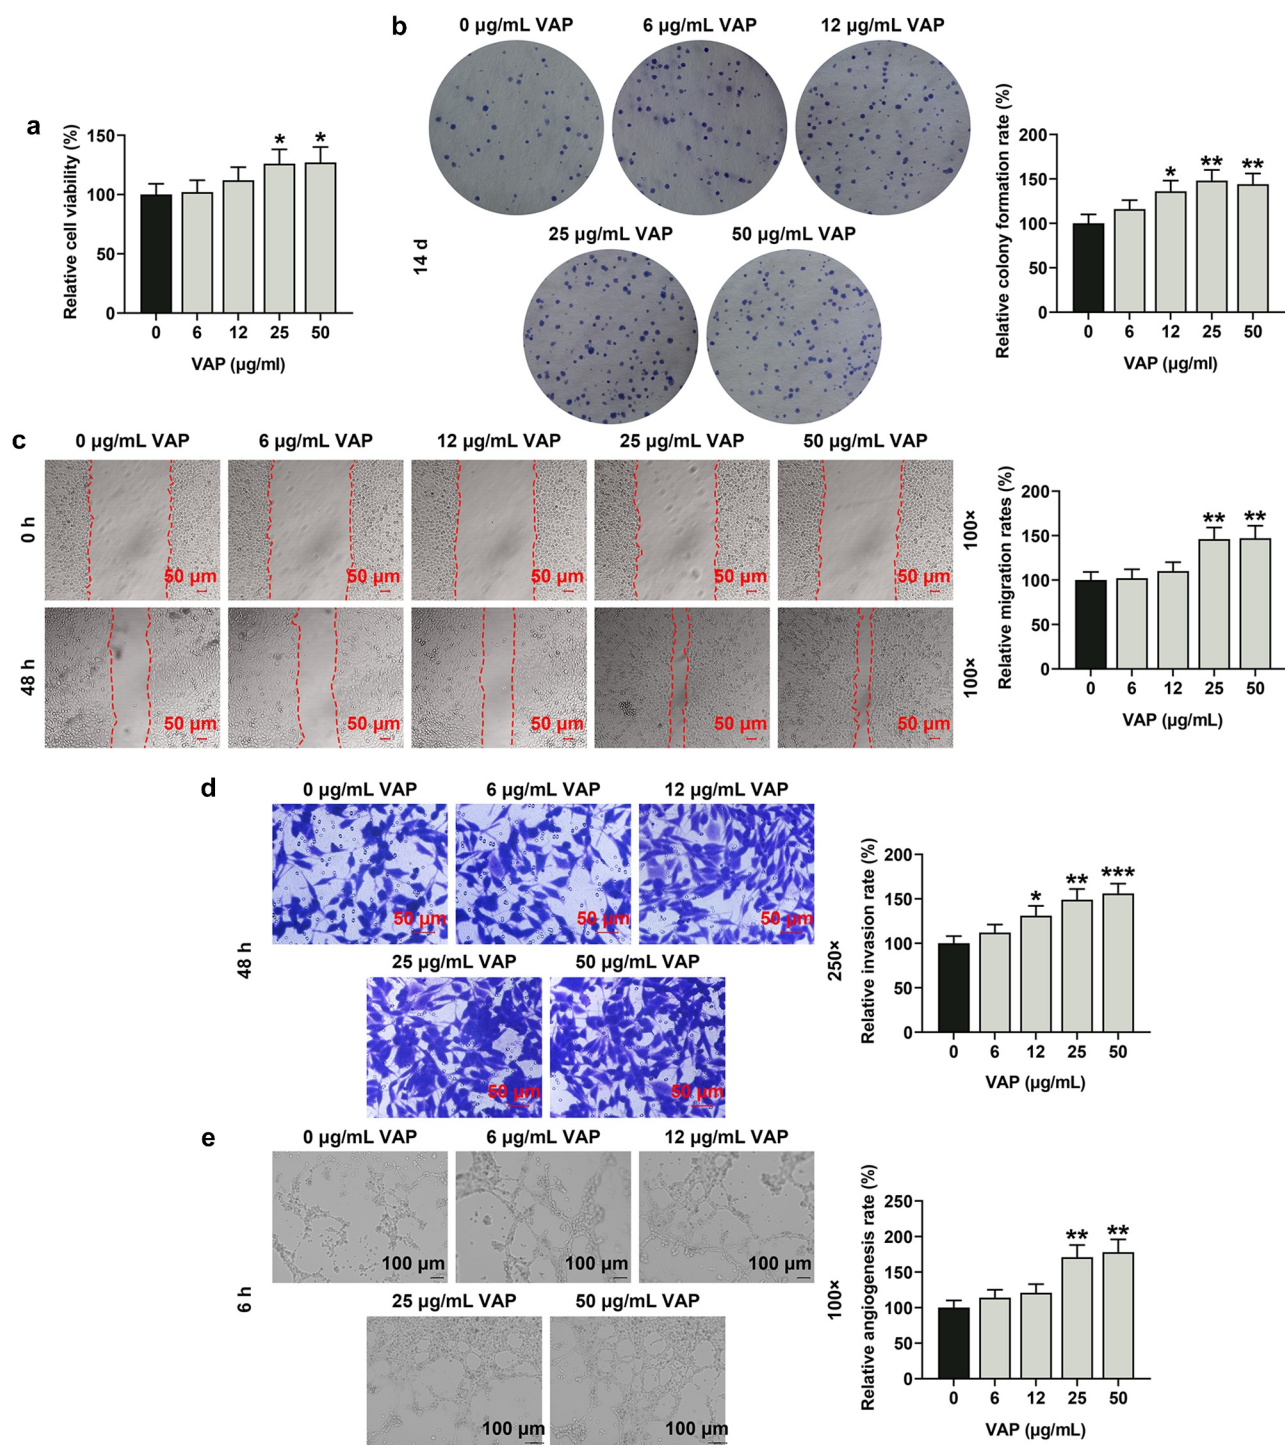 a
Relative cell viability (%)
150
100
50
0
0 6 12 25 50
* *
VAP (µg/ml)
b
0 µg/mL VAP 6 µg/mL VAP 12 µg/mL VAP
25 µg/mL VAP 50 µg/mL VAP
14 d
Relative colony formation rate (%)
200
150
100
50
0
* ** **
0 6 12 25 50
VAP (µg/ml)
c
0 µg/mL VAP 6 µg/mL VAP 12 µg/mL VAP 25 µg/mL VAP 50 µg/mL VAP
0 h
50 µm 50 µm 50 µm 50 µm 50 µm
100×
48 h
50 µm 50 µm 50 µm 50 µm 50 µm
100×
Relative migration rates (%)
200
150
100
50
0
** **
0 6 12 25 50
VAP (µg/mL)
d
0 µg/mL VAP 6 µg/mL VAP 12 µg/mL VAP
50 µm 50 µm 50 µm
48 h
25 µg/mL VAP 50 µg/mL VAP
50 µm 50 µm
250×
Relative invasion rate (%)
200
150
100
50
0
* ** ***
0 6 12 25 50
VAP (µg/mL)
e
0 µg/mL VAP 6 µg/mL VAP 12 µg/mL VAP
100 µm 100 µm 100 µm
6 h
25 µg/mL VAP 50 µg/mL VAP
100 µm 100 µm
100×
Relative angiogenesis rate (%)
250
200
150
100
50
0
** **
0 6 12 25 50
VAP (µg/mL)